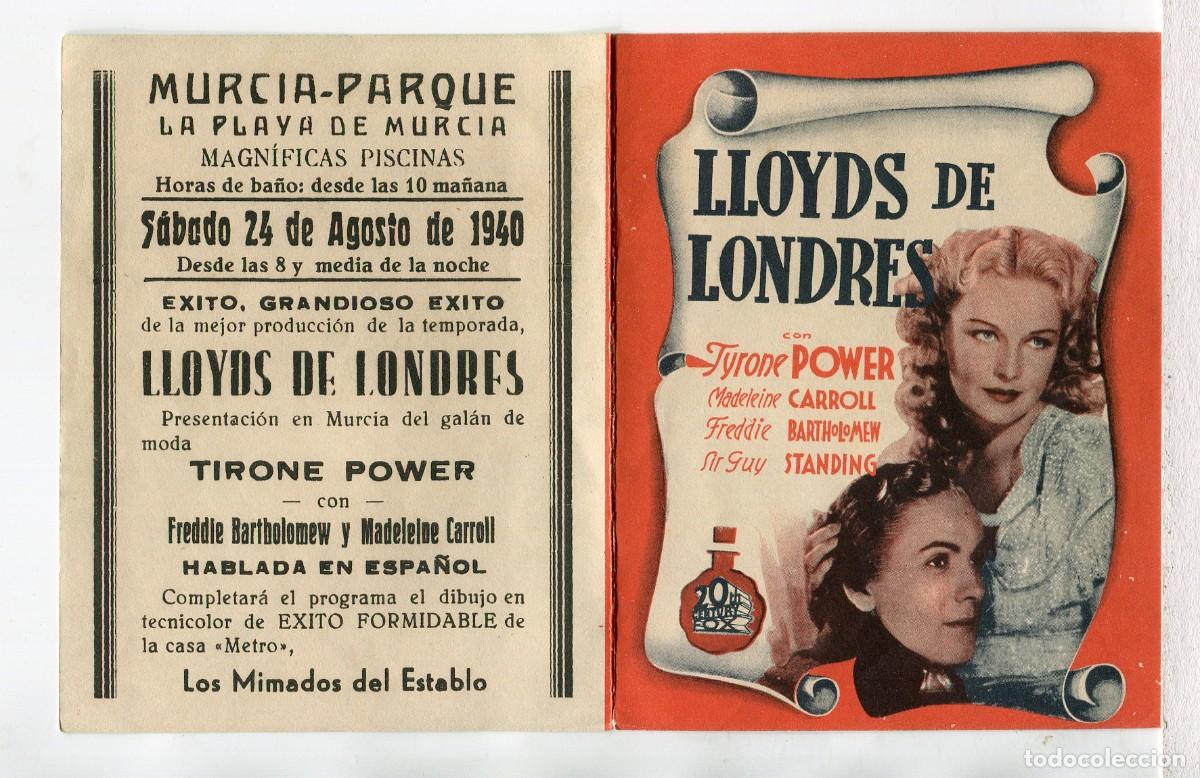 MURCIA-PARQUE
LA PLAYA DE MURCIA
MAGNÍFICAS PISCINAS
Horas de baño: desde las 10 mañana
Sábado 24 de Agosto de 1940
Desde las 8 y media de la noche
EXITO, GRANDIOSO EXITO
de la mejor producción de la temporada,
LLOYDS DE LONDRES
Presentación en Murcia del galán de
moda
TIRONE POWER
— con —
Freddie Bartholomew y Madeleine Carroll
HABLADA EN ESPAÑOL
Completará el programa el dibujo en
tecnicolor de EXITO FORMIDABLE de
la casa «Metro»,
Los Mimados del Establo
LLOYDS DE
LONDRES
con
Tyrone POWER
Madeleine CARROLL
Freddie BARTHOLOMEW
Sir Guy STANDING
20th
CENTURY
FOX
todocoleccion